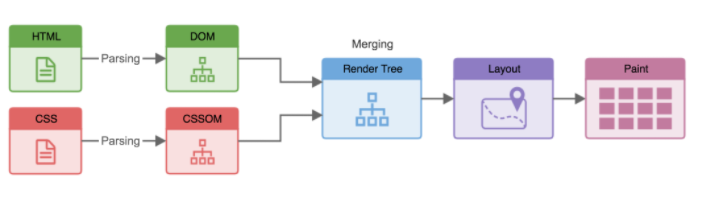 HTML
Parsing
DOM
CSS
Parsing
CSSOM
Merging
Render Tree
Layout
Paint